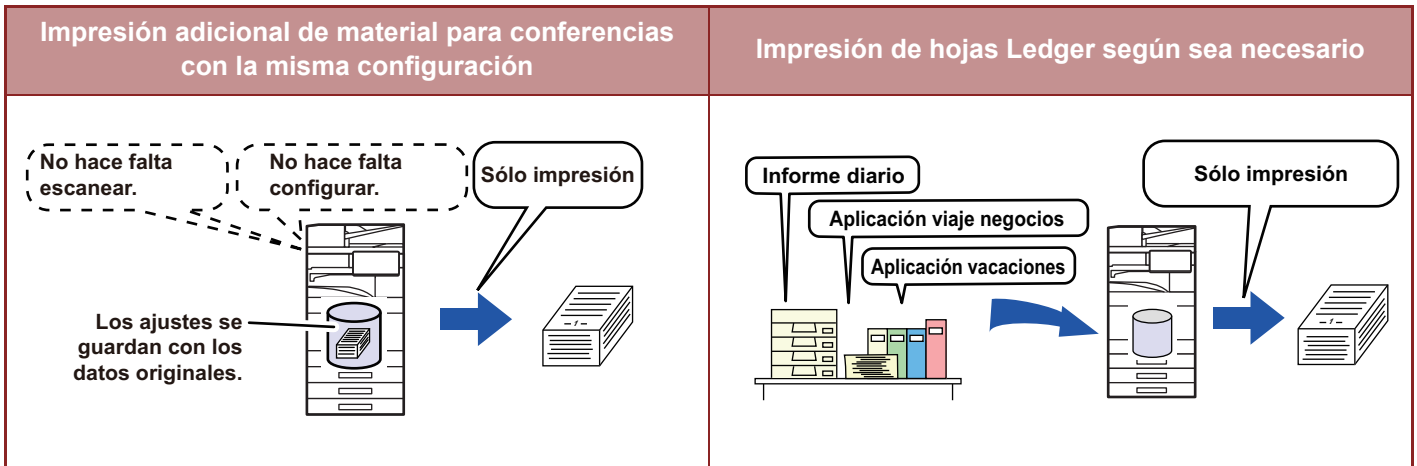 Impresión adicional de material para conferencias
con la misma configuración
No hace falta
escanear.
No hace falta
configurar.
Sólo impresión
Los ajustes se
guardan con los
datos originales.
-1-
Impresión de hojas Ledger según sea necesario
Informe diario
Aplicación viaje negocios
Aplicación vacaciones
Sólo impresión
-1-